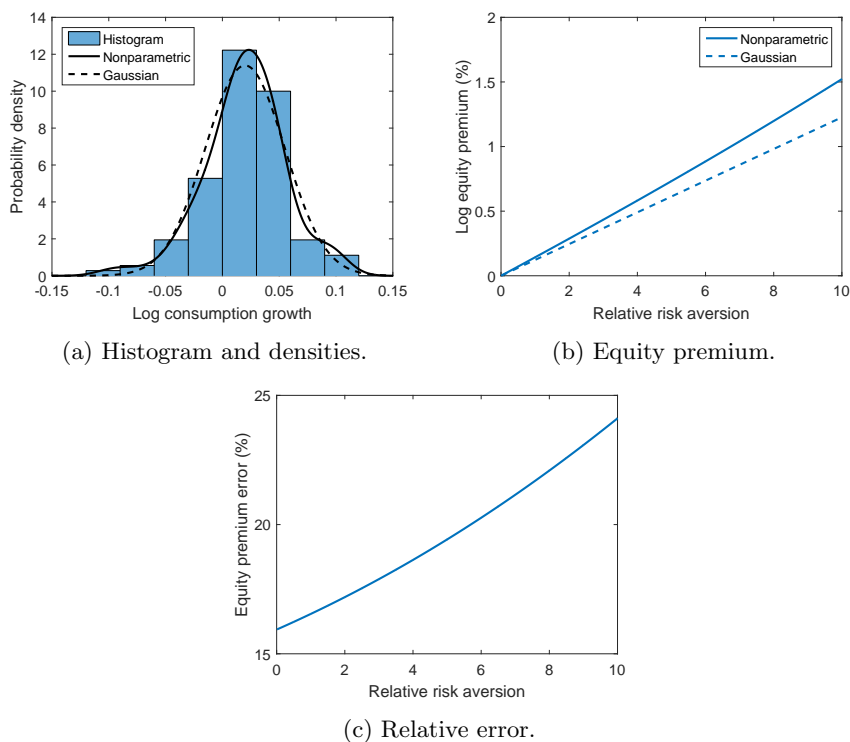 Histogram
Nonparametric
Gaussian
Probability density
14
12
10
8
6
4
2
0
-0.15 -0.1 -0.05 0 0.05 0.1 0.15
Log consumption growth
(a) Histogram and densities.
Nonparametric
Gaussian
Log equity premium (%)
2
1.5
1
0.5
0
0 2 4 6 8 10
Relative risk aversion
(b) Equity premium.
Equity premium error (%)
25
20
15
0 2 4 6 8 10
Relative risk aversion
(c) Relative error.